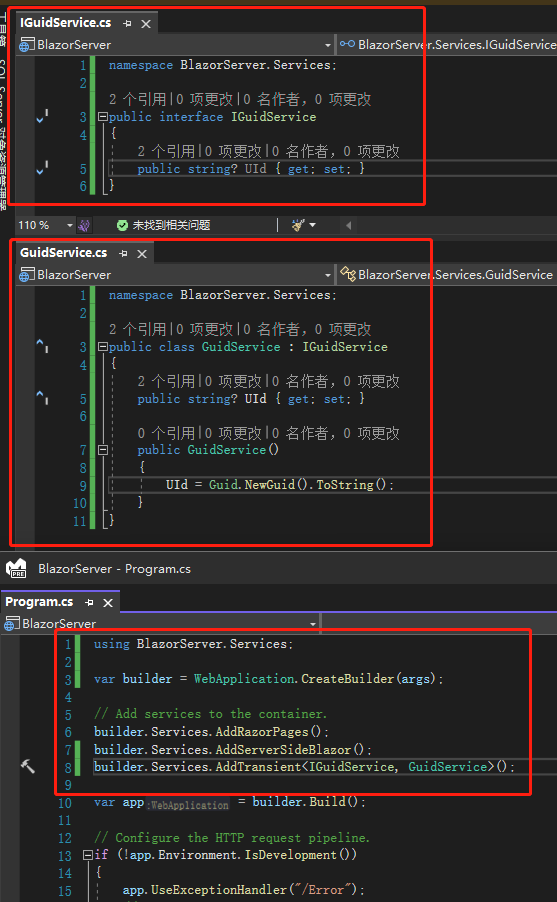 IGuidService.cs
BlazorServer
BlazorServer.Services.IGuidService
1 namespace BlazorServer.Services;
2
2 个引用|0 项更改|0 名作者, 0 项更改
3 public interface IGuidService
4 {
2 个引用|0 项更改|0 名作者, 0 项更改
5 public string? UId { get; set; }
6 }
110 %
未找到相关问题
GuidService.cs
BlazorServer
BlazorServer.Services.GuidService
1 namespace BlazorServer.Services;
2
2 个引用|0 项更改|0 名作者, 0 项更改
3 public class GuidService : IGuidService
4 {
2 个引用|0 项更改|0 名作者, 0 项更改
5 public string? UId { get; set; }
6
0 个引用|0 项更改|0 名作者, 0 项更改
7 public GuidService()
8 {
9 UId = Guid.NewGuid().ToString();
10 }
11 }
PRE
BlazorServer - Program.cs
Program.cs
BlazorServer
1 using BlazorServer.Services;
2
3 var builder = WebApplication.CreateBuilder(args);
4
5 // Add services to the container.
6 builder.Services.AddRazorPages();
7 builder.Services.AddServerSideBlazor();
8 builder.Services.AddTransient<IGuidService, GuidService>();
9
10 var app :WebApplication = builder.Build();
11
12 // Configure the HTTP request pipeline.
13 if (!app.Environment.IsDevelopment())
14 {
15 app.UseExceptionHandler("/Error");